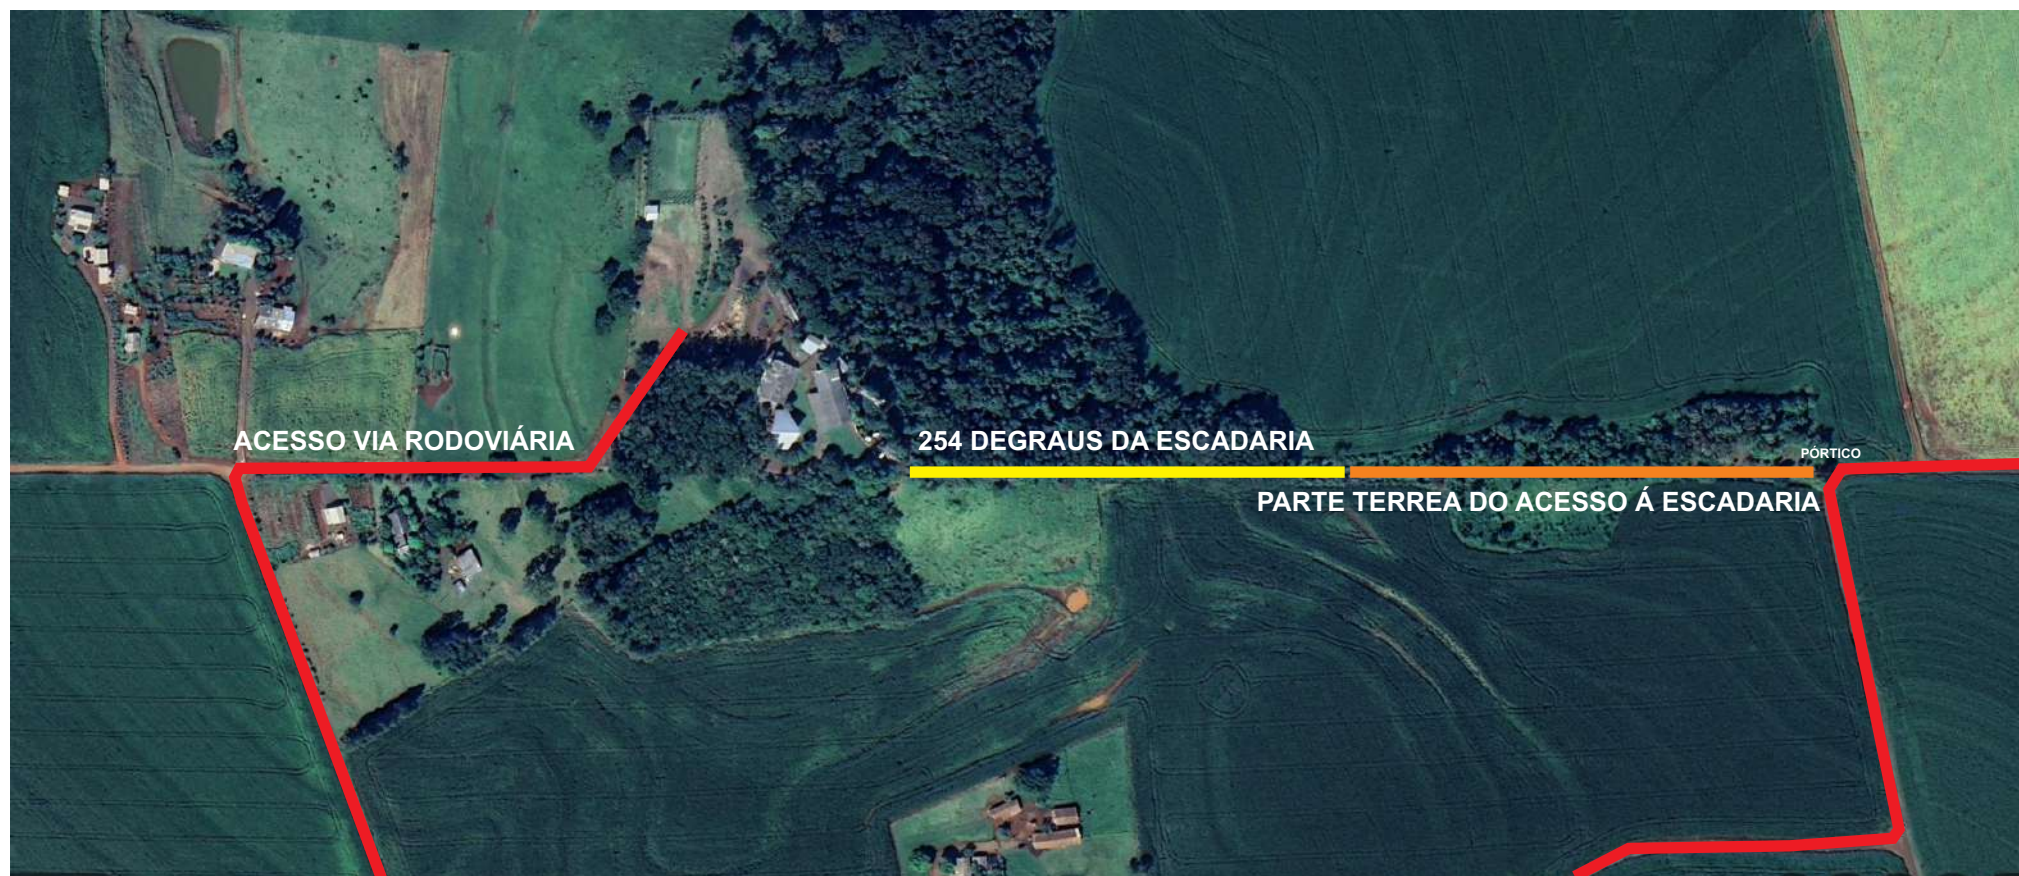 ACESSO VIA RODOVIÁRIA
254 DEGRAUS DA ESCADARIA
PÓRTICO
PARTE TERREA DO ACESSO Á ESCADARIA